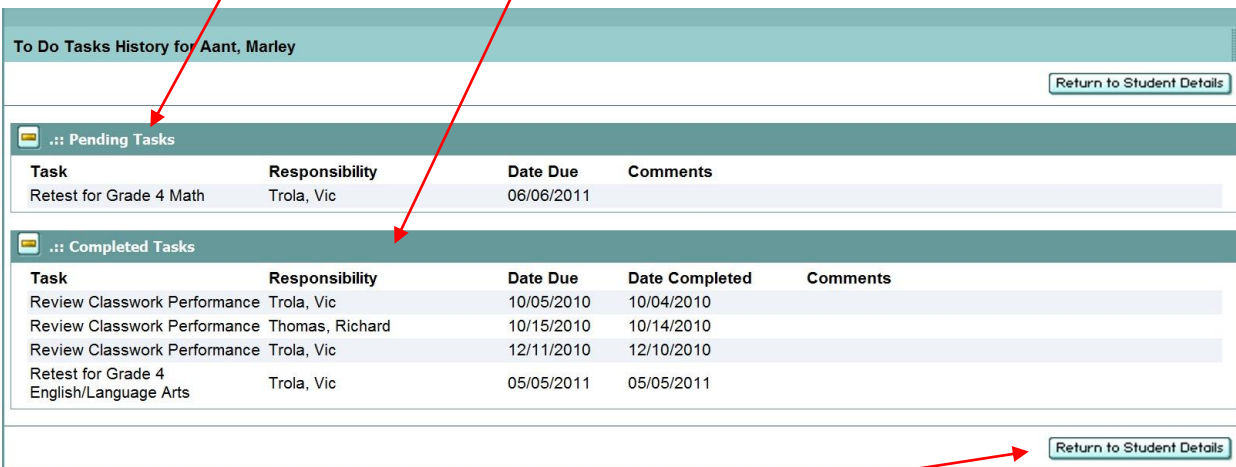 To Do Tasks History for Aant, Marley
Return to Student Details
.:: Pending Tasks
Task Responsibility Date Due Comments
Retest for Grade 4 Math Trola, Vic 06/06/2011
.:: Completed Tasks
Task Responsibility Date Due Date Completed Comments
Review Classwork Performance Trola, Vic 10/05/2010 10/04/2010
Review Classwork Performance Thomas, Richard 10/15/2010 10/14/2010
Review Classwork Performance Trola, Vic 12/11/2010 12/10/2010
Retest for Grade 4
English/Language Arts Trola, Vic 05/05/2011 05/05/2011
Return to Student Details